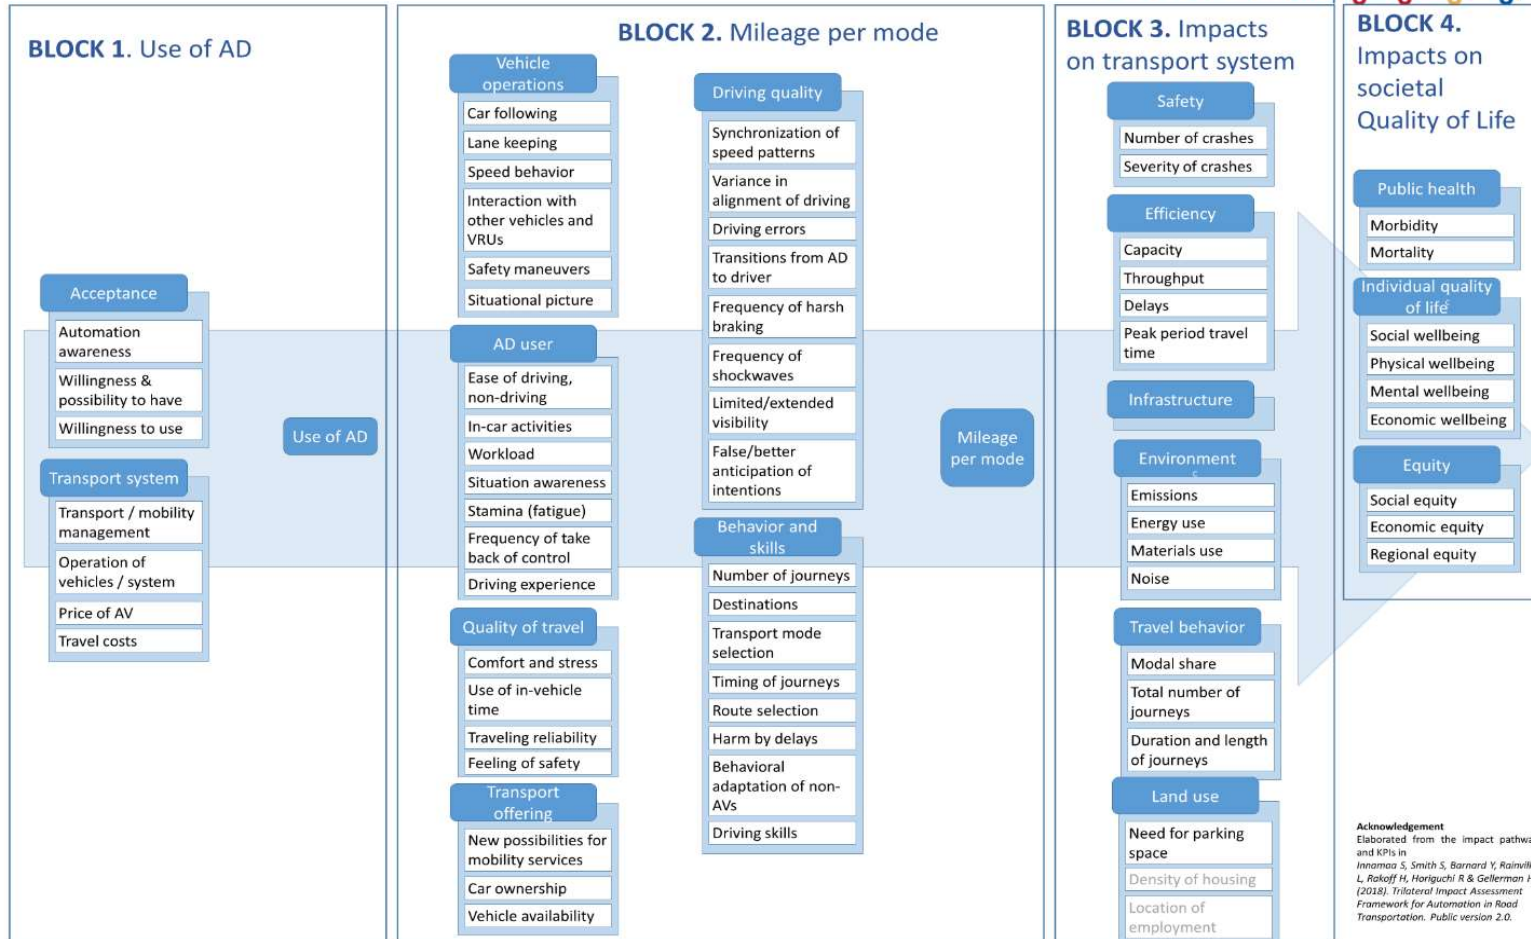 BLOCK 1. Use of AD
Acceptance
Automation
awareness
Willingness &
possibility to have
Willingness to use
Transport system
Transport / mobility
management
Operation of
vehicles / system
Price of AV
Travel costs
Use of AD
BLOCK 2. Mileage per mode
Vehicle
operations
Car following
Lane keeping
Speed behavior
Interaction with
other vehicles and
VRUs
Safety maneuvers
Situational picture
AD user
Ease of driving,
non-driving
In-car activities
Workload
Situation awareness
Stamina (fatigue)
Frequency of take
back of control
Driving experience
Quality of travel
Comfort and stress
Use of in-vehicle
time
Traveling reliability
Feeling of safety
Transport
offering
New possibilities for
mobility services
Car ownership
Vehicle availability
Driving quality
Synchronization of
speed patterns
Variance in
alignment of driving
Driving errors
Transitions from AD
to driver
Frequency of harsh
braking
Frequency of
shockwaves
Limited/extended
visibility
False/better
anticipation of
intentions
Behavior and
skills
Number of journeys
Destinations
Transport mode
selection
Timing of journeys
Route selection
Harm by delays
Behavioral
adaptation of non-
AVs
Driving skills
Mileage
per mode
BLOCK 3. Impacts
on transport system
Safety
Number of crashes
Severity of crashes
Efficiency
Capacity
Throughput
Delays
Peak period travel
time
Infrastructure
Environment
Emissions
Energy use
Materials use
Noise
Travel behavior
Modal share
Total number of
journeys
Duration and length
of journeys
Land use
Need for parking
space
Density of housing
Location of
employment
BLOCK 4.
Impacts on
societal
Quality of Life
Public health
Morbidity
Mortality
Individual quality
of life
Social wellbeing
Physical wellbeing
Mental wellbeing
Economic wellbeing
Equity
Social equity
Economic equity
Regional equity
Acknowledgement
Elaborated from the impact pathwa
and KPIs in
Innamaa S, Smith S, Barnard Y, Rainvill
L, Rakoff H, Horiguchi R & Gellerman H
(2018). Trilateral Impact Assessment
Framework for Automation in Road
Transportation. Public version 2.0.